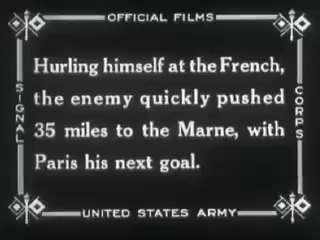 OFFICIAL FILMS
SIGNAL
CORPS
Hurling himself at the French,
the enemy quickly pushed
35 miles to the Marne, with
Paris his next goal.
UNITED STATES ARMY